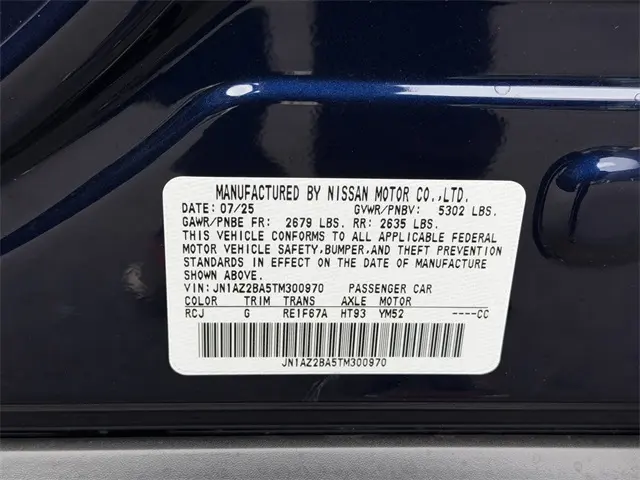 MANUFACTURED BY NISSAN MOTOR CO.,LTD.
DATE: 07/25 GVWR/PNBV: 5302 LBS.
GAWR/PNBE FR: 2679 LBS. RR: 2635 LBS.
THIS VEHICLE CONFORMS TO ALL APPLICABLE FEDERAL
MOTOR VEHICLE SAFETY,BUMPER,AND THEFT PREVENTION
STANDARDS IN EFFECT ON THE DATE OF MANUFACTURE
SHOWN ABOVE.
VIN: JN1AZ2BA5TM300970 PASSENGER CAR
COLOR TRIM TRANS AXLE MOTOR
RCJ G RE1F67A HT93 YM52 ----CC
JN1AZ2BA5TM300970